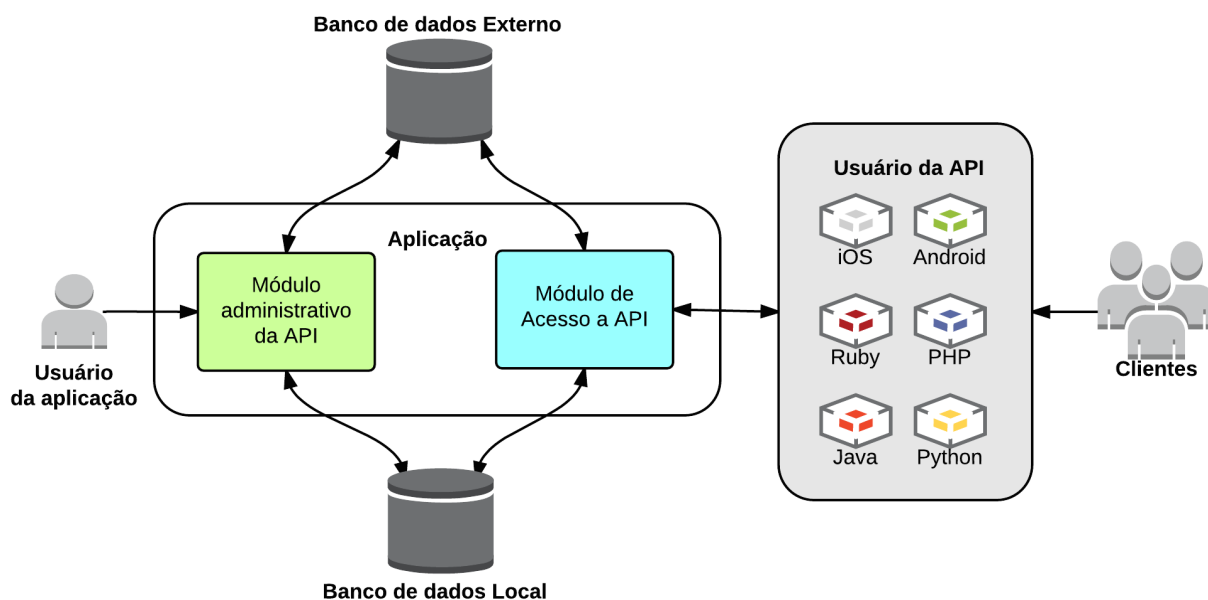 Banco de dados Externo
Aplicação
Módulo
administrativo
da API
Módulo de
Acesso a API
Usuário
da aplicação
Banco de dados Local
Usuário da API
iOS
Android
Ruby
PHP
Java
Python
Clientes